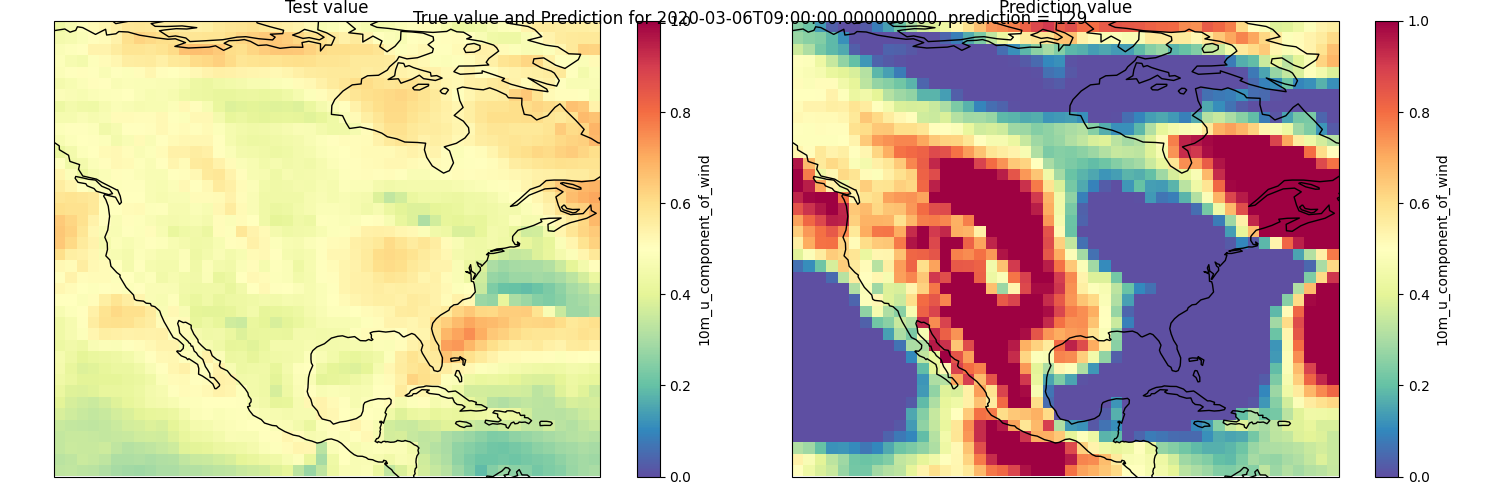 Test value
True value and Prediction for 2020-03-06T09:00:00.000000000, prediction = 129
Prediction value
1.0
0.8
0.6
0.4
0.2
0.0
10m_u_component_of_wind
1.0
0.8
0.6
0.4
0.2
0.0
10m_u_component_of_wind